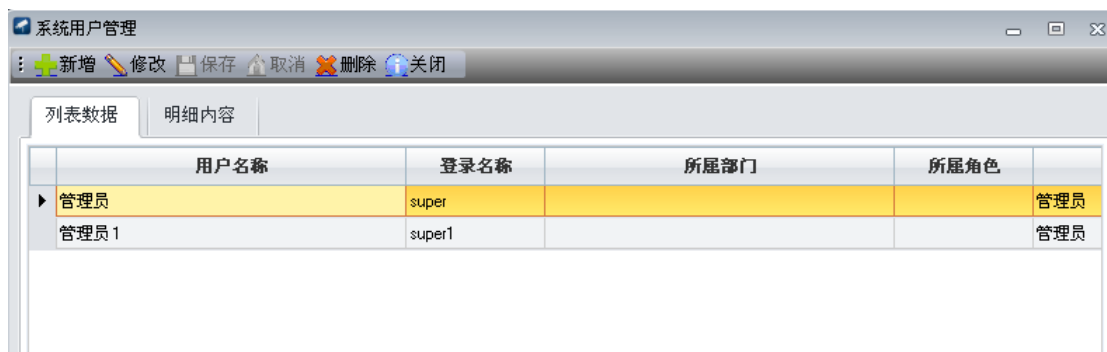 系统用户管理
新增 修改 保存 取消 删除 关闭
列表数据 明细内容
用户名称 登录名称 所属部门 所属角色
管理员 super 管理员
管理员1 super1 管理员